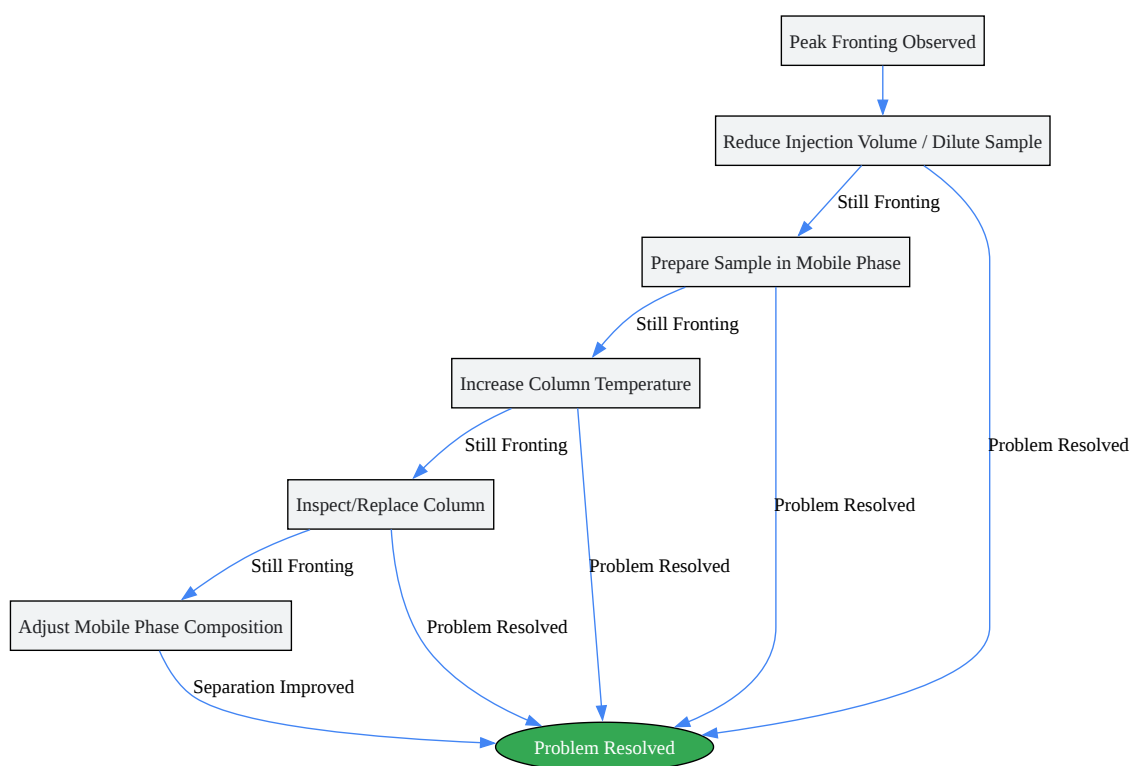 Peak Fronting Observed
Reduce Injection Volume / Dilute Sample
Still Fronting
Prepare Sample in Mobile Phase
Still Fronting
Increase Column Temperature
Still Fronting
Problem Resolved
Inspect/Replace Column
Problem Resolved
Still Fronting
Problem Resolved
Adjust Mobile Phase Composition
Problem Resolved
Separation Improved
Problem Resolved